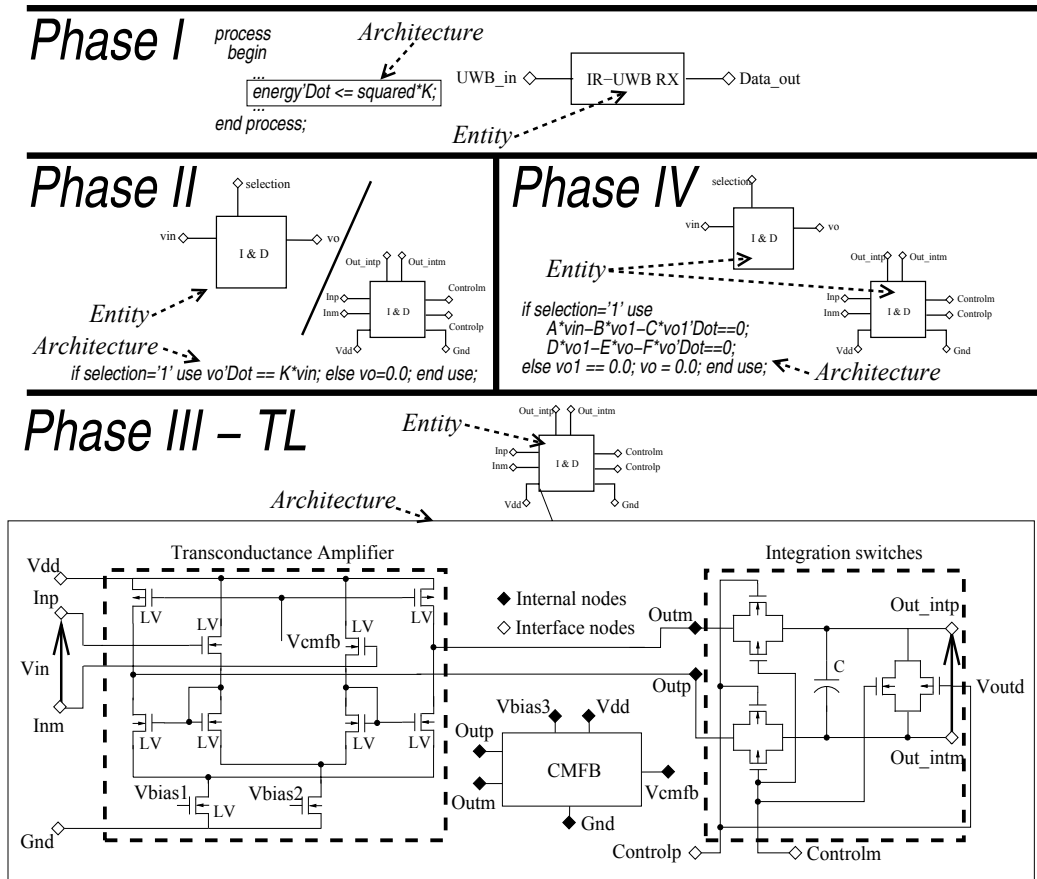 Phase I
process
begin
...
energy'Dot <= squared*K;
...
end process;
Architecture
UWB_in
IR−UWB RX
Data_out
Entity
Phase II
selection
vin
I & D
vo
Out_intp
Out_intm
Inp
Inm
I & D
Controlm
Controlp
Vdd
Gnd
Entity
Architecture
if selection='1' use vo'Dot == K*vin; else vo=0.0; end use;
Phase IV
selection
vin
I & D
vo
Entity
Out_intp
Out_intm
Inp
Inm
I & D
Controlm
Controlp
Vdd
Gnd
if selection='1' use
A*vin−B*vo1−C*vo1'Dot==0;
D*vo1−E*vo−F*vo'Dot==0;
else vo1 == 0.0; vo = 0.0; end use;
Architecture
Phase III − TL
Entity
Out_intp
Out_intm
Inp
Inm
I & D
Controlm
Controlp
Vdd
Gnd
Architecture
Transconductance Amplifier
Integration switches
Vdd
Inp
Vin
Inm
LV
LV
LV
LV
Vcmfb
LV
LV
LV
LV
Vbias1
LV
Vbias2
Gnd
Internal nodes
Interface nodes
Outm
Outp
Vbias3
Vdd
Outp
Outm
CMFB
Vcmfb
Gnd
C
Out_intp
Voutd
Out_intm
Controlp
Controlm